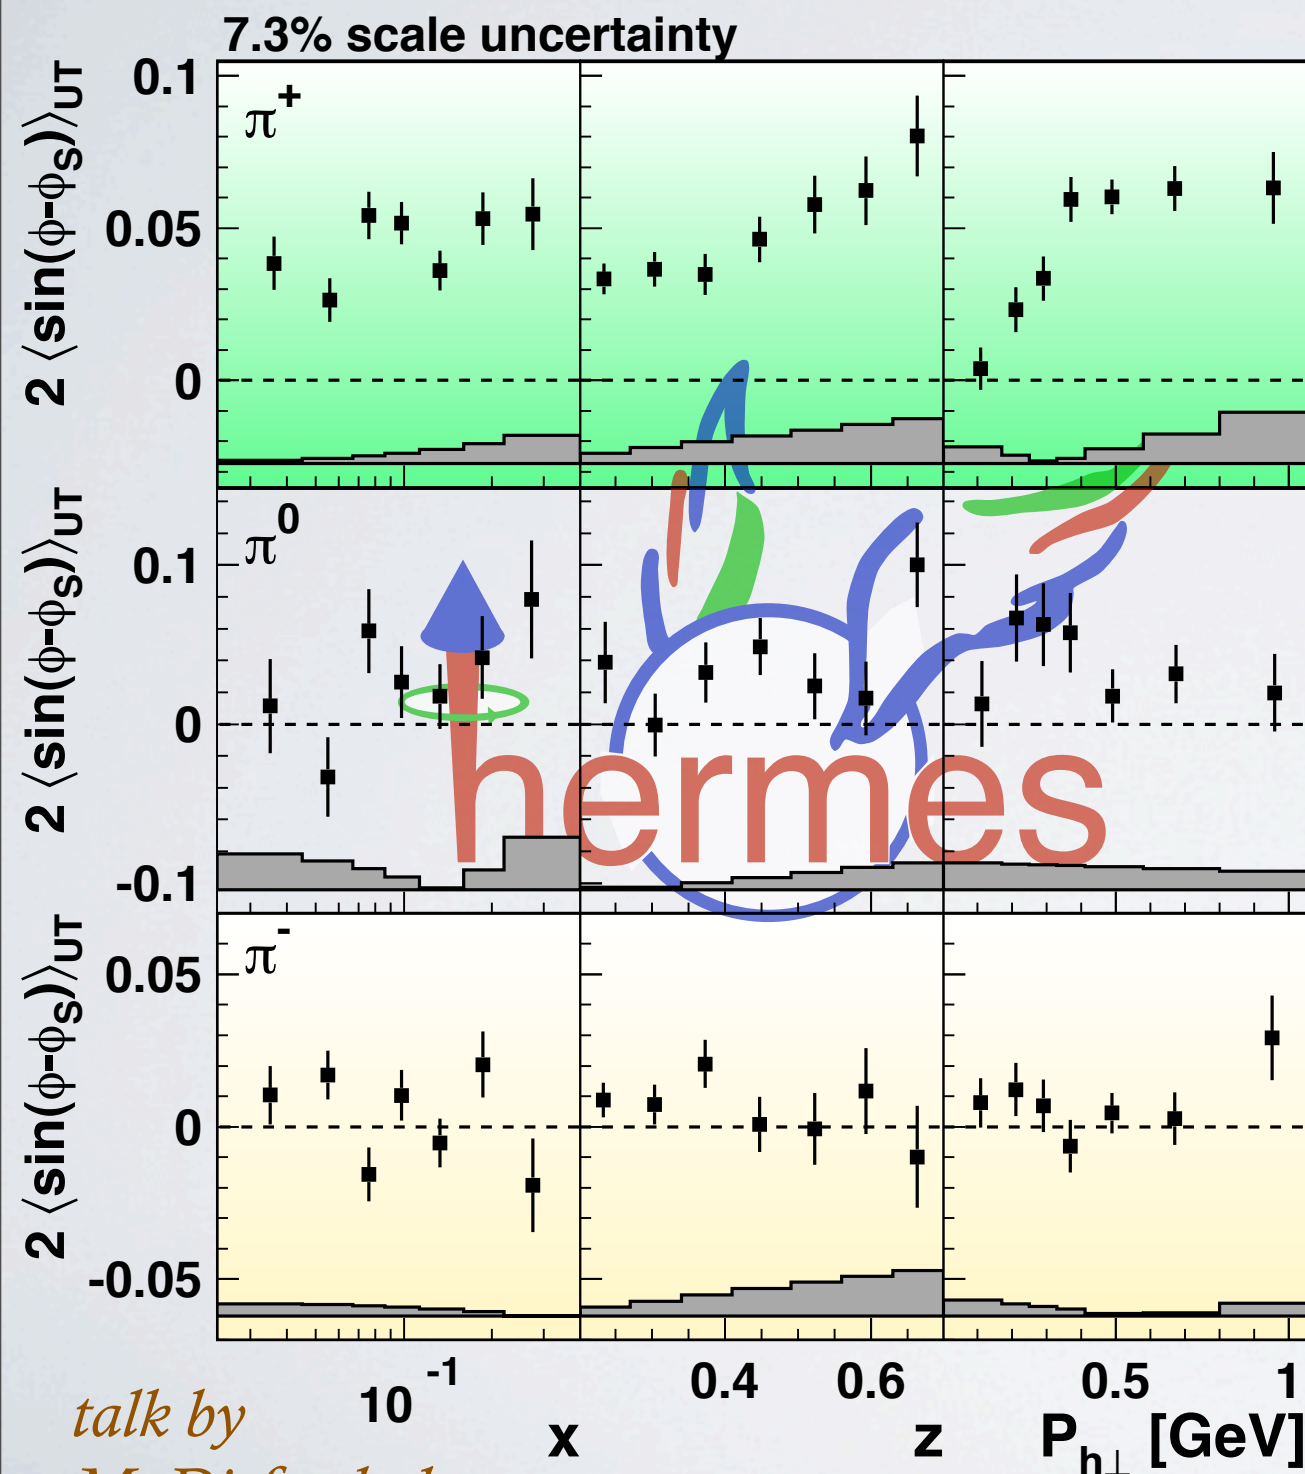 7.3% scale uncertainty
2 ⟨sin(ϕ-ϕS)⟩UT
0.1
0.05
0
π+
2 ⟨sin(ϕ-ϕS)⟩UT
0.1
0
-0.1
π0
hermes
2 ⟨sin(ϕ-ϕS)⟩UT
0.05
0
-0.05
π-
10-1
0.4
0.6
0.5
1
x
z
Ph⊥ [GeV]
talk by